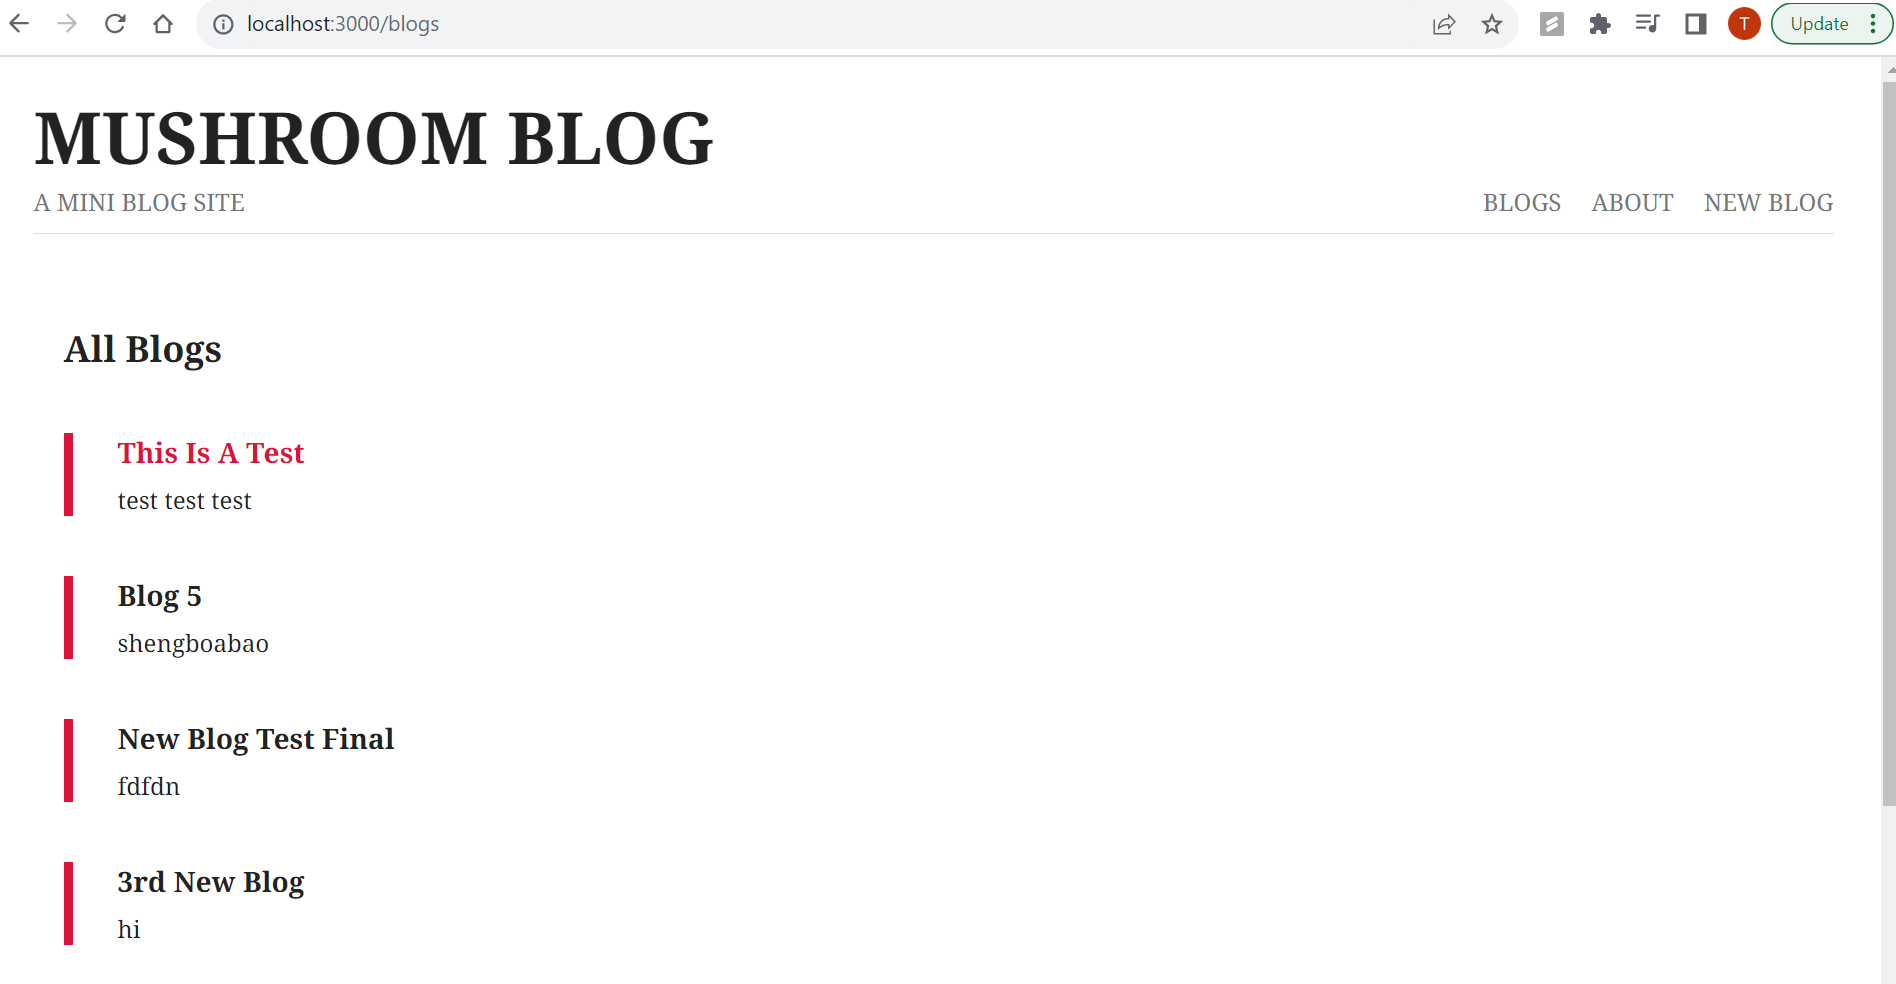 localhost:3000/blogs
T
Update
MUSHROOM BLOG
A MINI BLOG SITE
BLOGS ABOUT NEW BLOG
All Blogs
This Is A Test
test test test
Blog 5
shengboabao
New Blog Test Final
fdfdn
3rd New Blog
hi